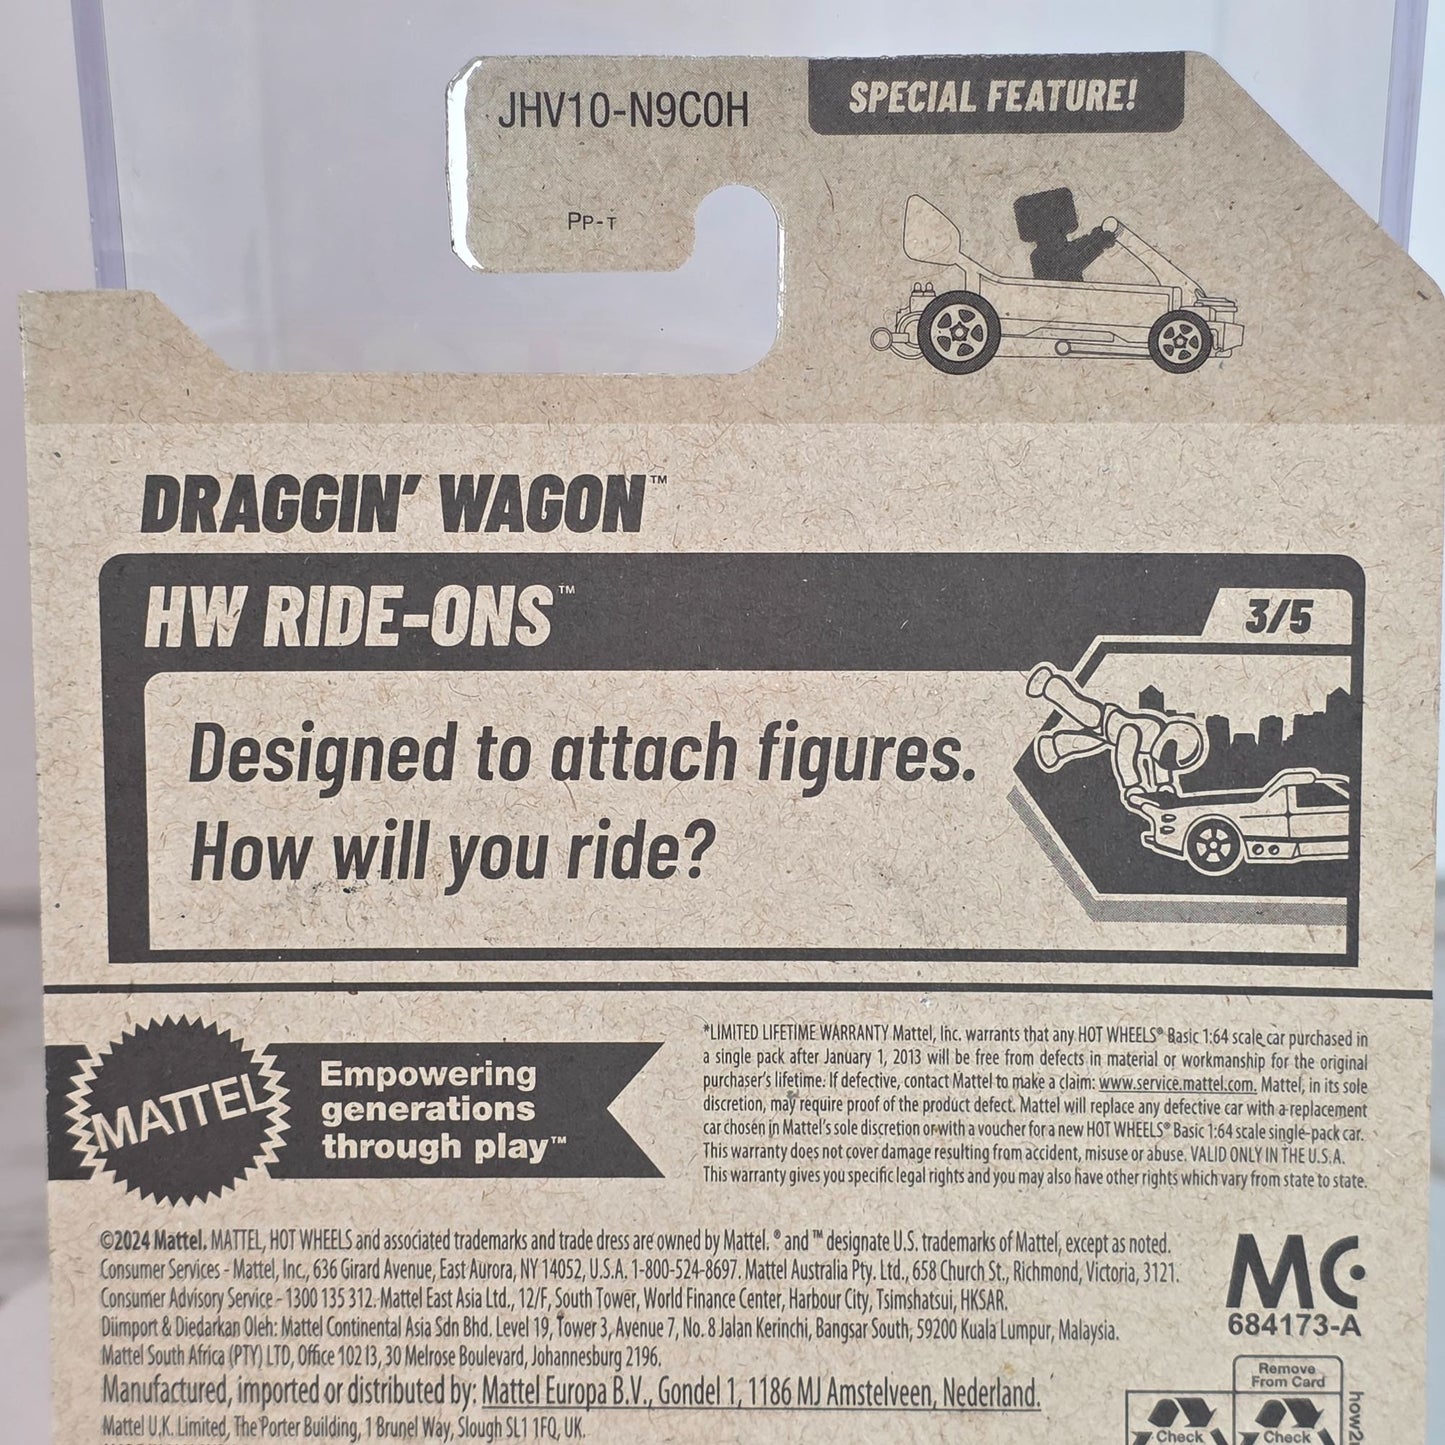 JHV10-N9C0H
SPECIAL FEATURE!
PP-T
DRAGGIN' WAGON™
HW RIDE-ONS™
3/5
Designed to attach figures.
How will you ride?
MATTEL
Empowering
generations
through play™
*LIMITED LIFETIME WARRANTY Mattel, Inc. warrants that any HOT WHEELS® Basic 1:64 scale car purchased in
a single pack after January 1, 2013 will be free from defects in material or workmanship for the original
purchaser's lifetime. If defective, contact Mattel to make a claim: www.service.mattel.com. Mattel, in its sole
discretion, may require proof of the product defect. Mattel will replace any defective car with a replacement
car chosen in Mattel's sole discretion or with a voucher for a new HOT WHEELS® Basic 1:64 scale single-pack car.
This warranty does not cover damage resulting from accident, misuse or abuse. VALID ONLY IN THE U.S.A.
This warranty gives you specific legal rights and you may also have other rights which vary from state to state.
©2024 Mattel. MATTEL, HOT WHEELS and associated trademarks and trade dress are owned by Mattel. ® and ™ designate U.S. trademarks of Mattel, except as noted.
Consumer Services - Mattel, Inc., 636 Girard Avenue, East Aurora, NY 14052, U.S.A. 1-800-524-8697. Mattel Australia Pty. Ltd., 658 Church St., Richmond, Victoria, 3121.
Consumer Advisory Service - 1300 135 312. Mattel East Asia Ltd., 12/F, South Tower, World Finance Center, Harbour City, Tsimshatsui, HKSAR.
Diimport & Diedarkan Oleh: Mattel Continental Asia Sdn Bhd. Level 19, Tower 3, Avenue 7, No. 8 Jalan Kerinchi, Bangsar South, 59200 Kuala Lumpur, Malaysia.
Mattel South Africa (PTY) LTD, Office 102 I3, 30 Melrose Boulevard, Johannesburg 2196.
Manufactured, imported or distributed by: Mattel Europa B.V., Gondel 1, 1186 MJ Amstelveen, Nederland.
Mattel U.K. Limited, The Porter Building, 1 Brunel Way, Slough SL1 1FQ, UK.
MC
684173-A
Remove
From Card
Check
Check
how2